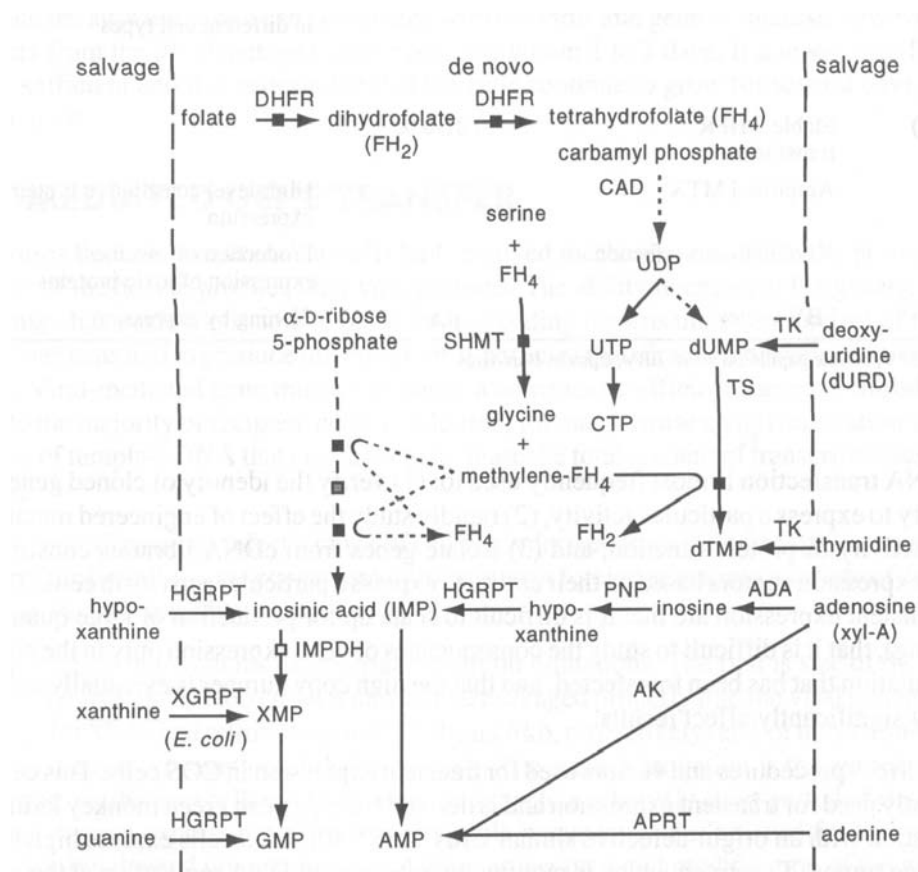 salvage
de novo
salvage
folate
DHFR
dihydrofolate
(FH2)
DHFR
tetrahydrofolate (FH4)
carbamyl phosphate
CAD
serine
+
FH4
UDP
α-D-ribose
5-phosphate
SHMT
UTP
dUMP
TK
deoxy-
uridine
(dURD)
TS
glycine
+
CTP
methylene-FH4
FH4
FH2
dTMP
TK
thymidine
hypo-
xanthine
HGRPT
inosinic acid (IMP)
HGRPT
hypo-
xanthine
PNP
inosine
ADA
adenosine
(xyl-A)
IMPDH
AK
xanthine
XGRPT
(E. coli)
XMP
guanine
HGRPT
GMP
AMP
APRT
adenine